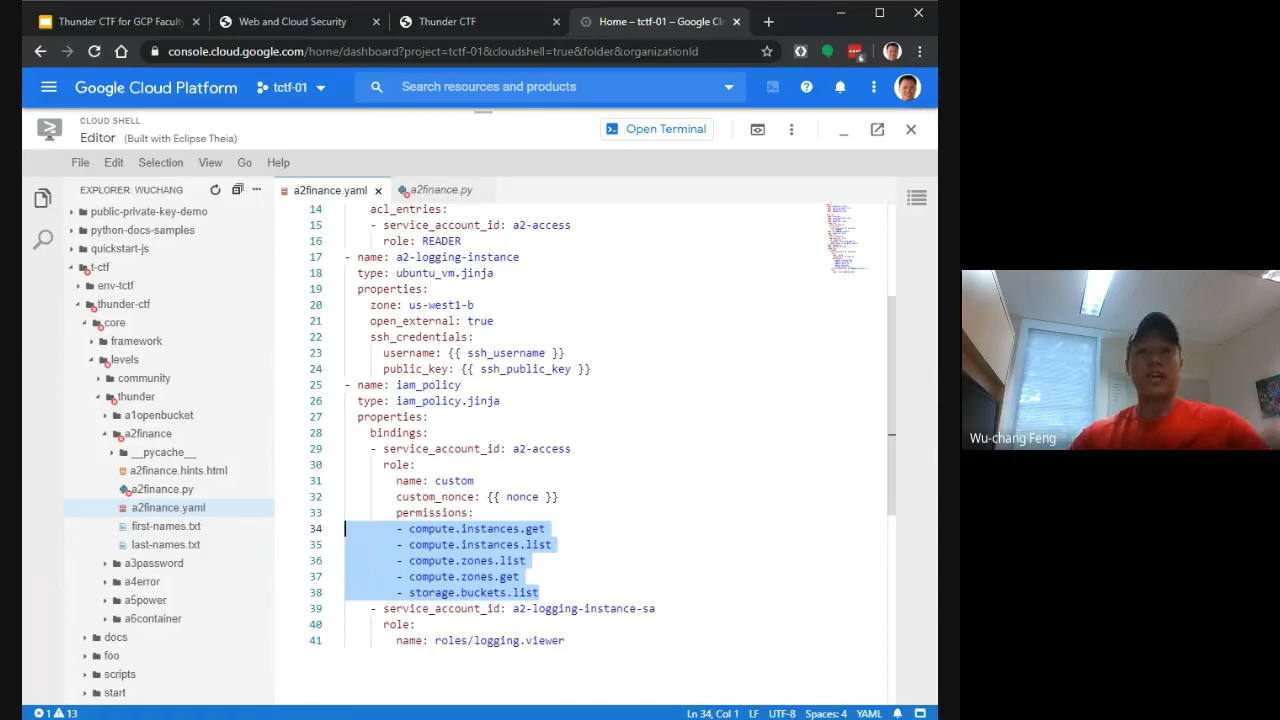 Thunder CTF for GCP Faculty
Web and Cloud Security
Thunder CTF
Home – tctf-01 – Google Clo
console.cloud.google.com/home/dashboard?project=tctf-01&cloudshell=true&folder&organizationId
6
Google Cloud Platform
tctf-01
Search resources and products
CLOUD SHELL
Editor (Built with Eclipse Theia)
Open Terminal
File Edit Selection View Go Help
EXPLORER: WUCHANG
public-private-key-demo
python-docs-samples
quickstart-js
t-ctf
env-tctf
thunder-ctf
core
framework
levels
community
thunder
a1openbucket
a2finance
__pycache__
a2finance.hints.html
a2finance.py
a2finance.yaml
first-names.txt
last-names.txt
a3password
a4error
a5power
a6container
docs
foo
scripts
start
a2finance.yaml
a2finance.py
14 acl_entries:
15 - service_account_id: a2-access
16 role: READER
17 - name: a2-logging-instance
18 type: ubuntu_vm.jinja
19 properties:
20 zone: us-west1-b
21 open_external: true
22 ssh_credentials:
23 username: {{ ssh_username }}
24 public_key: {{ ssh_public_key }}
25 - name: iam_policy
26 type: iam_policy.jinja
27 properties:
28 bindings:
29 - service_account_id: a2-access
30 role:
31 name: custom
32 custom_nonce: {{ nonce }}
33 permissions:
34 - compute.instances.get
35 - compute.instances.list
36 - compute.zones.list
37 - compute.zones.get
38 - storage.buckets.list
39 - service_account_id: a2-logging-instance-sa
40 role:
41 name: roles/logging.viewer
1 13
Ln 34, Col 1 LF UTF-8 Spaces: 4 YAML
Wu-chang Feng